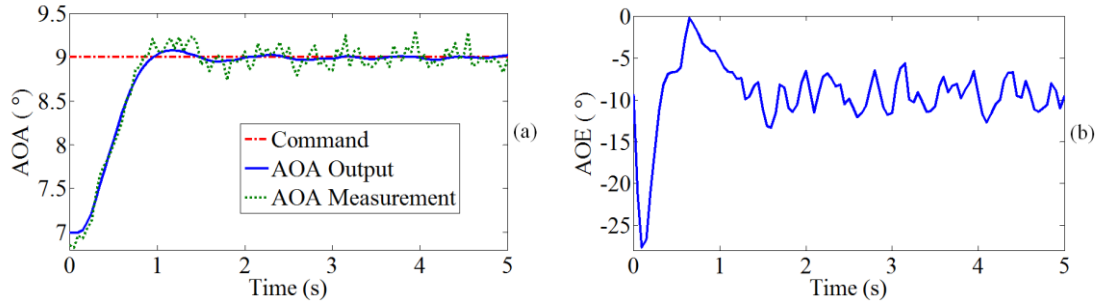 9.5
9
8.5
8
7.5
7
AOA (°)
0
1
2
3
4
5
Time (s)
Command
AOA Output
AOA Measurement
(a)
0
-5
-10
-15
-20
-25
AOE (°)
0
1
2
3
4
5
Time (s)
(b)